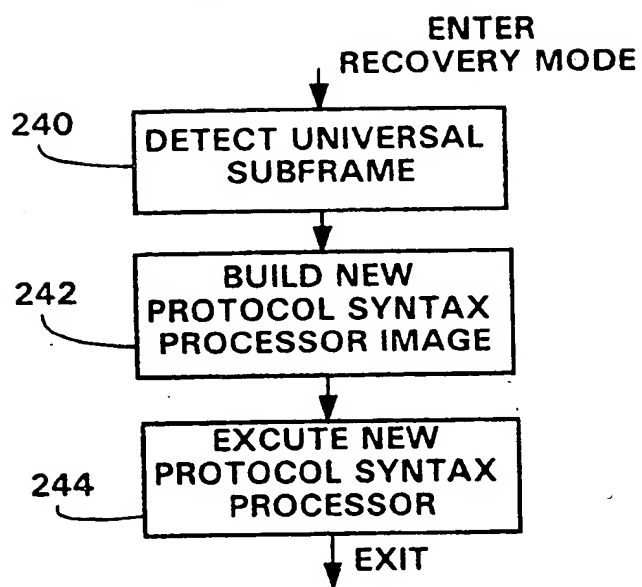 ENTER
RECOVERY MODE
240
DETECT UNIVERSAL
SUBFRAME
242
BUILD NEW
PROTOCOL SYNTAX
PROCESSOR IMAGE
244
EXCUTE NEW
PROTOCOL SYNTAX
PROCESSOR
EXIT